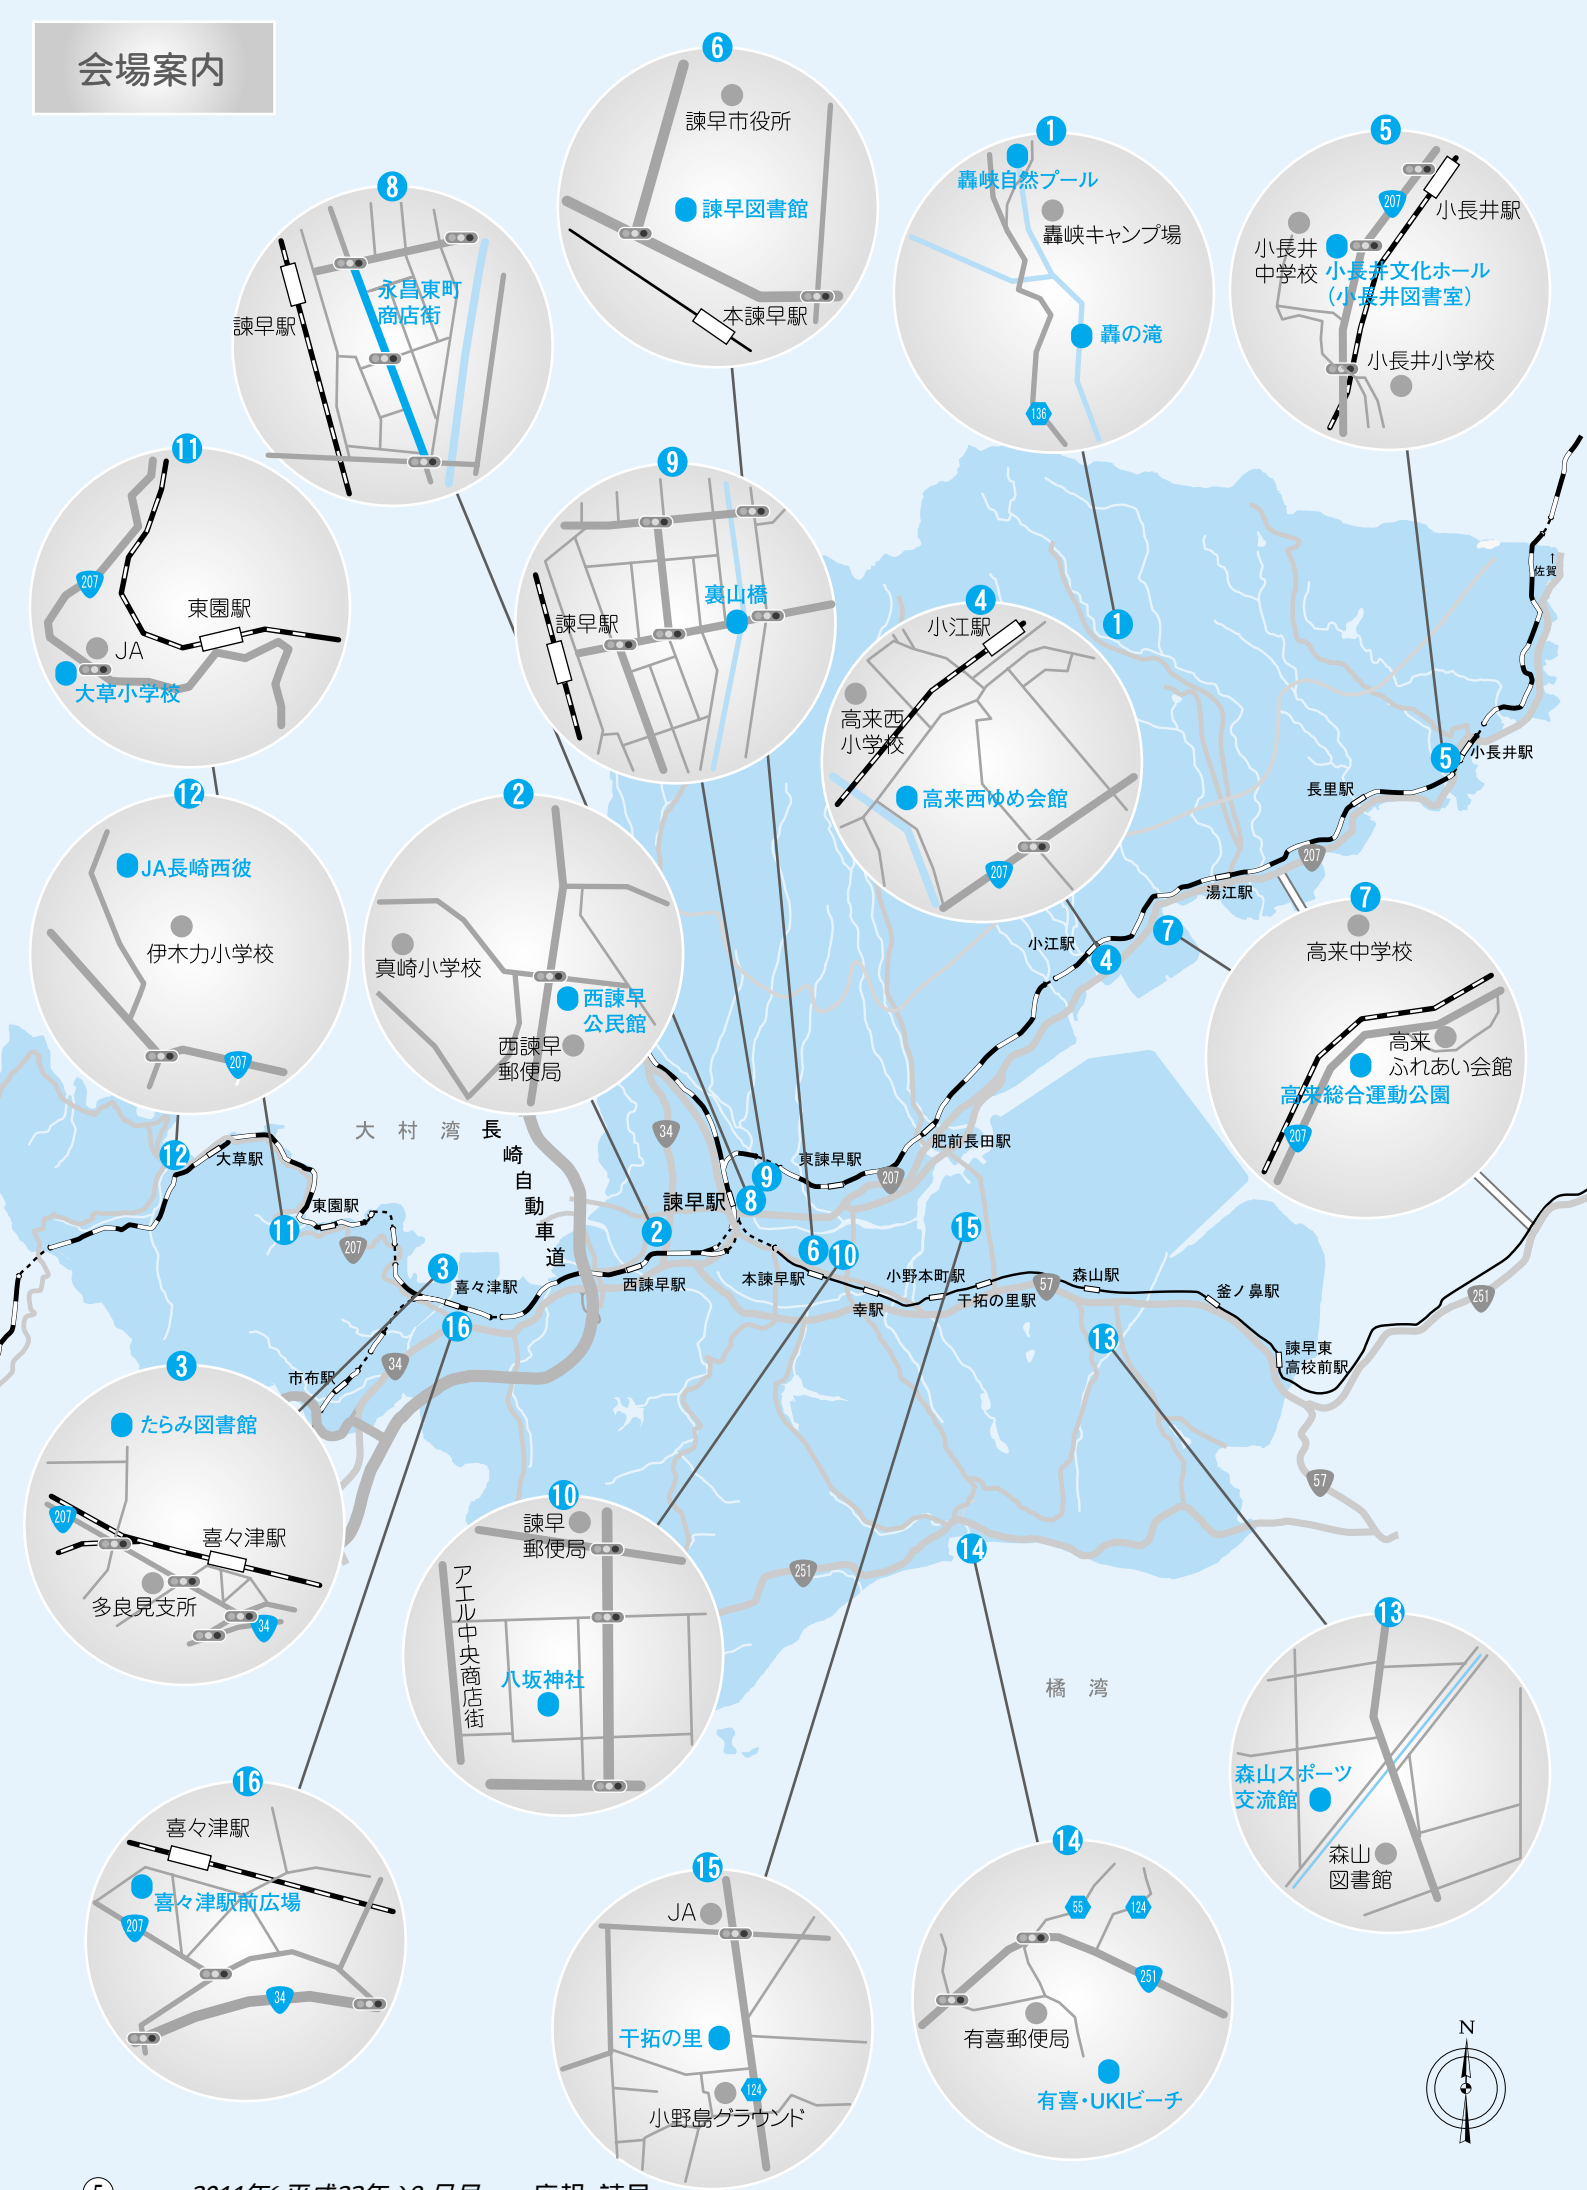 会場案内
6
諫早市役所
諫早図書館
本諫早駅
1
轟峡自然プール
轟峡キャンプ場
轟の滝
136
5
207
小長井駅
小長井
中学校
小長井文化ホール
（小長井図書室）
小長井小学校
8
永昌東町
商店街
諫早駅
11
207
東園駅
JA
大草小学校
9
裏山橋
諫早駅
4
小江駅
高来西
小学校
高来西ゆめ会館
207
1
↑
佐賀
5
小長井駅
長里駅
207
湯江駅
7
小江駅
4
12
JA長崎西彼
伊木力小学校
207
2
真崎小学校
西諫早
公民館
西諫早
郵便局
7
高来中学校
高来
ふれあい会館
高来総合運動公園
207
大村湾
長崎自動車道
34
肥前長田駅
東諫早駅
207
12
大草駅
東園駅
11
207
諫早駅
9
8
2
6
10
15
3
喜々津駅
16
西諫早駅
本諫早駅
幸駅
小野本町駅
干拓の里駅
57
森山駅
釜ノ鼻駅
251
13
諫早東
高校前駅
34
市布駅
57
3
たらみ図書館
207
喜々津駅
多良見支所
34
10
諫早
郵便局
アエル中央商店街
八坂神社
251
14
橘湾
13
森山スポーツ
交流館
森山
図書館
16
喜々津駅
喜々津駅前広場
207
34
15
JA
干拓の里
124
小野島グラウンド
14
55
124
251
有喜郵便局
有喜・UKIビーチ
N